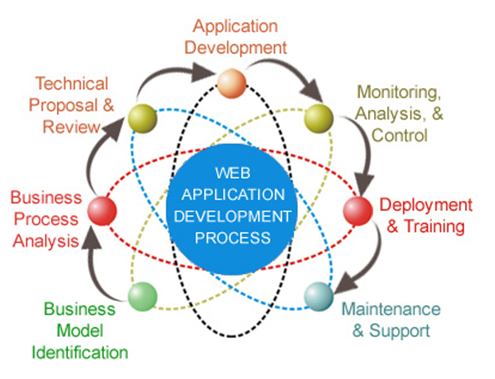 Application
Development
Technical
Proposal &
Review
Monitoring,
Analysis, &
Control
WEB
APPLICATION
DEVELOPMENT
PROCESS
Business
Process
Analysis
Deployment
& Training
Business
Model
Identification
Maintenance
& Support